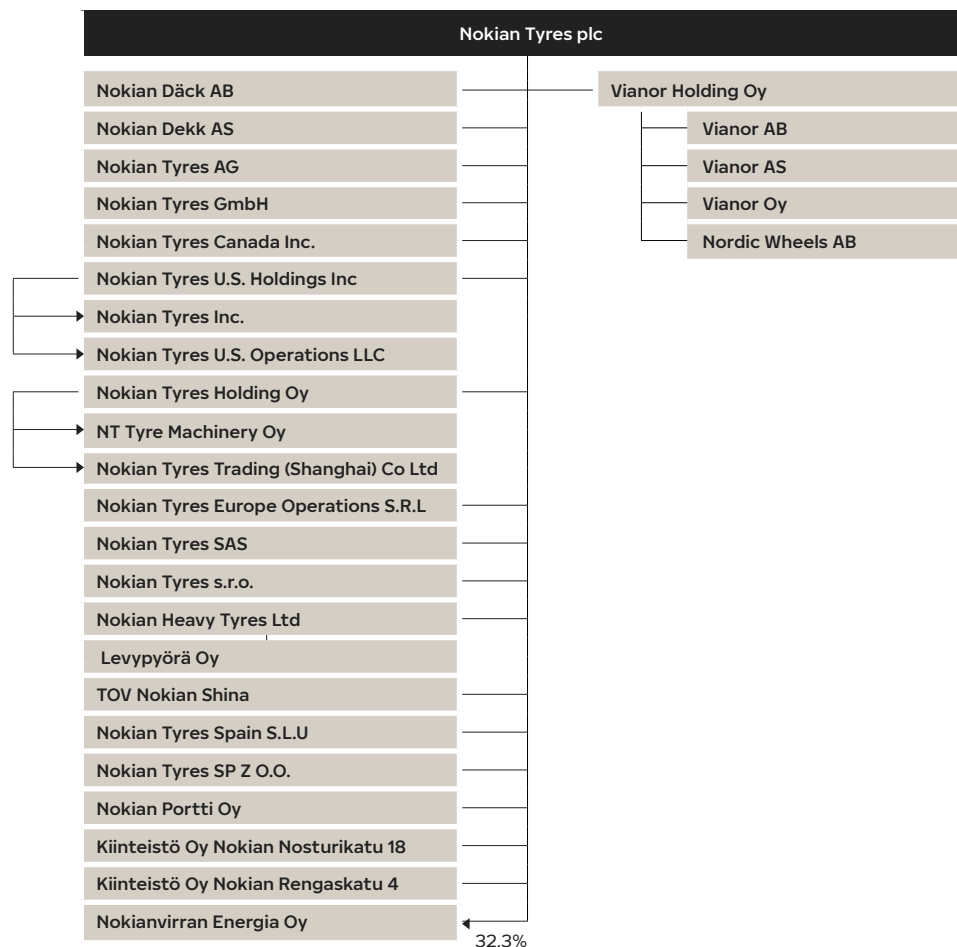 Nokian Tyres plc
Nokian Däck AB
Nokian Dekk AS
Nokian Tyres AG
Nokian Tyres GmbH
Nokian Tyres Canada Inc.
Nokian Tyres U.S. Holdings Inc
Nokian Tyres Inc.
Nokian Tyres U.S. Operations LLC
Nokian Tyres Holding Oy
NT Tyre Machinery Oy
Nokian Tyres Trading (Shanghai) Co Ltd
Nokian Tyres Europe Operations S.R.L
Nokian Tyres SAS
Nokian Tyres s.r.o.
Nokian Heavy Tyres Ltd
Levypyörä Oy
TOV Nokian Shina
Nokian Tyres Spain S.L.U
Nokian Tyres SP Z O.O.
Nokian Portti Oy
Kiinteistö Oy Nokian Nosturikatu 18
Kiinteistö Oy Nokian Rengaskatu 4
Nokianvirran Energia Oy
32.3%
Vianor Holding Oy
Vianor AB
Vianor AS
Vianor Oy
Nordic Wheels AB